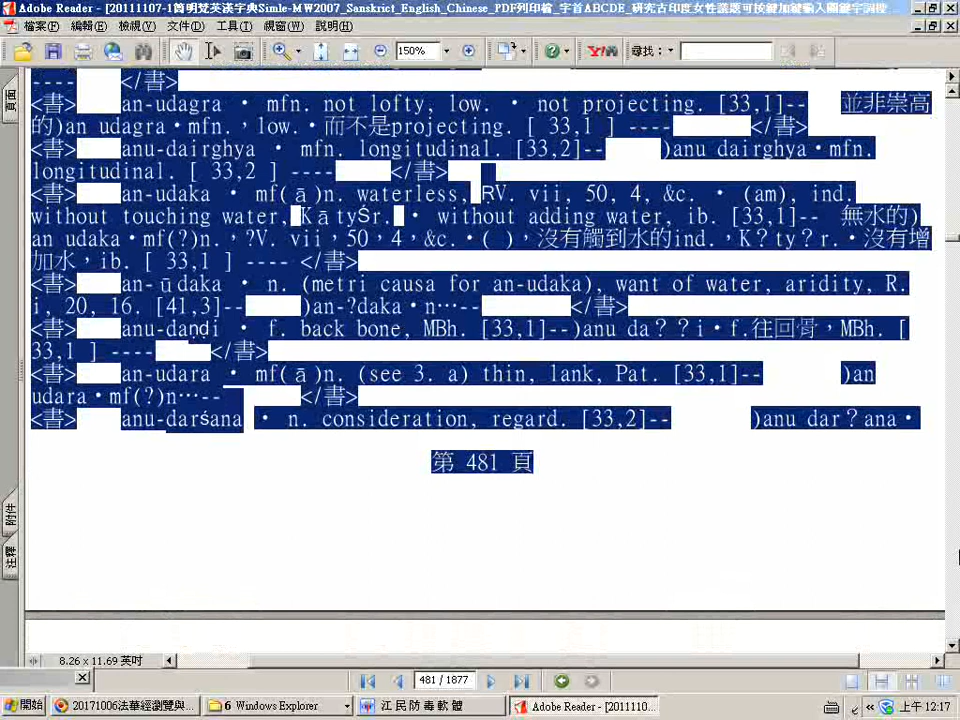 Adobe Reader - [20111107-1簡明梵英漢字典Simle-MW2007_Sanskrict_English_Chinese_PDF列印檔_字首ABCDE_研究古印度女性議題可按鍵加鍵輸入關鍵字詞搜
檔案(F) 編輯(E) 檢視(V) 文件(D) 工具(T) 視窗(W) 說明(H)
150% Y! 尋找：
頁面
---- </書>
<書> an-udagra · mfn. not lofty, low. · not projecting. [33,1]-- 並非崇高
的)an udagra·mfn.，low.·而不是projecting. [ 33,1 ] ---- </書>
<書> anu-dairghya · mfn. longitudinal. [33,2]-- )anu dairghya·mfn.
longitudinal. [ 33,2 ] ---- </書>
<書> an-udaka · mf(ā)n. waterless, RV. vii, 50, 4, &c. · (am), ind.
without touching water, KātyŚr. · without adding water, ib. [33,1]-- 無水的)
an udaka·mf(?)n.，?V. vii，50，4，&c.·( )，沒有觸到水的ind.，K？ty？r.·沒有增
加水，ib. [ 33,1 ] ---- </書>
<書> an-ūdaka · n. (metri causa for an-udaka), want of water, aridity, R.
i, 20, 16. [41,3]-- )an-?daka·n…-- </書>
<書> anu-daṇḍi · f. back bone, MBh. [33,1]--)anu da？？i·f.往回骨，MBh. [
33,1 ] ---- </書>
<書> an-udara · mf(ā)n. (see 3. a) thin, lank, Pat. [33,1]-- )an
udara·mf(?)n…-- </書>
<書> anu-darśana · n. consideration, regard. [33,2]-- )anu dar？ana·
第 481 頁
附件
注釋
8.26 x 11.69 英吋
481 / 1877
開始 20171006法華經瀏覽與... 6 Windows Explorer 江民防毒軟體 Adobe Reader - [201110... 上午 12:17